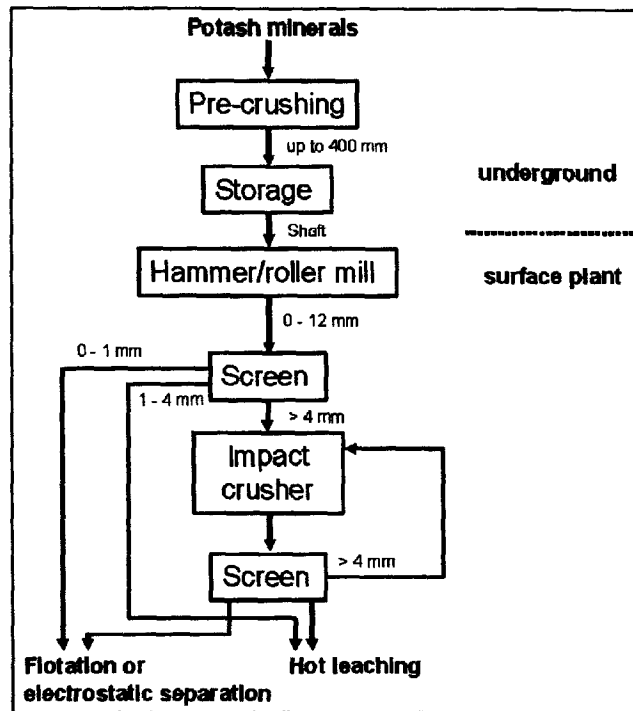 Potash minerals
Pre-crushing
up to 400 mm
Storage
underground
Shaft
Hammer/roller mill
surface plant
0 - 12 mm
0 - 1 mm
Screen
1 - 4 mm
> 4 mm
Impact
crusher
Screen
> 4 mm
Flotation or
electrostatic separation
Hot leaching